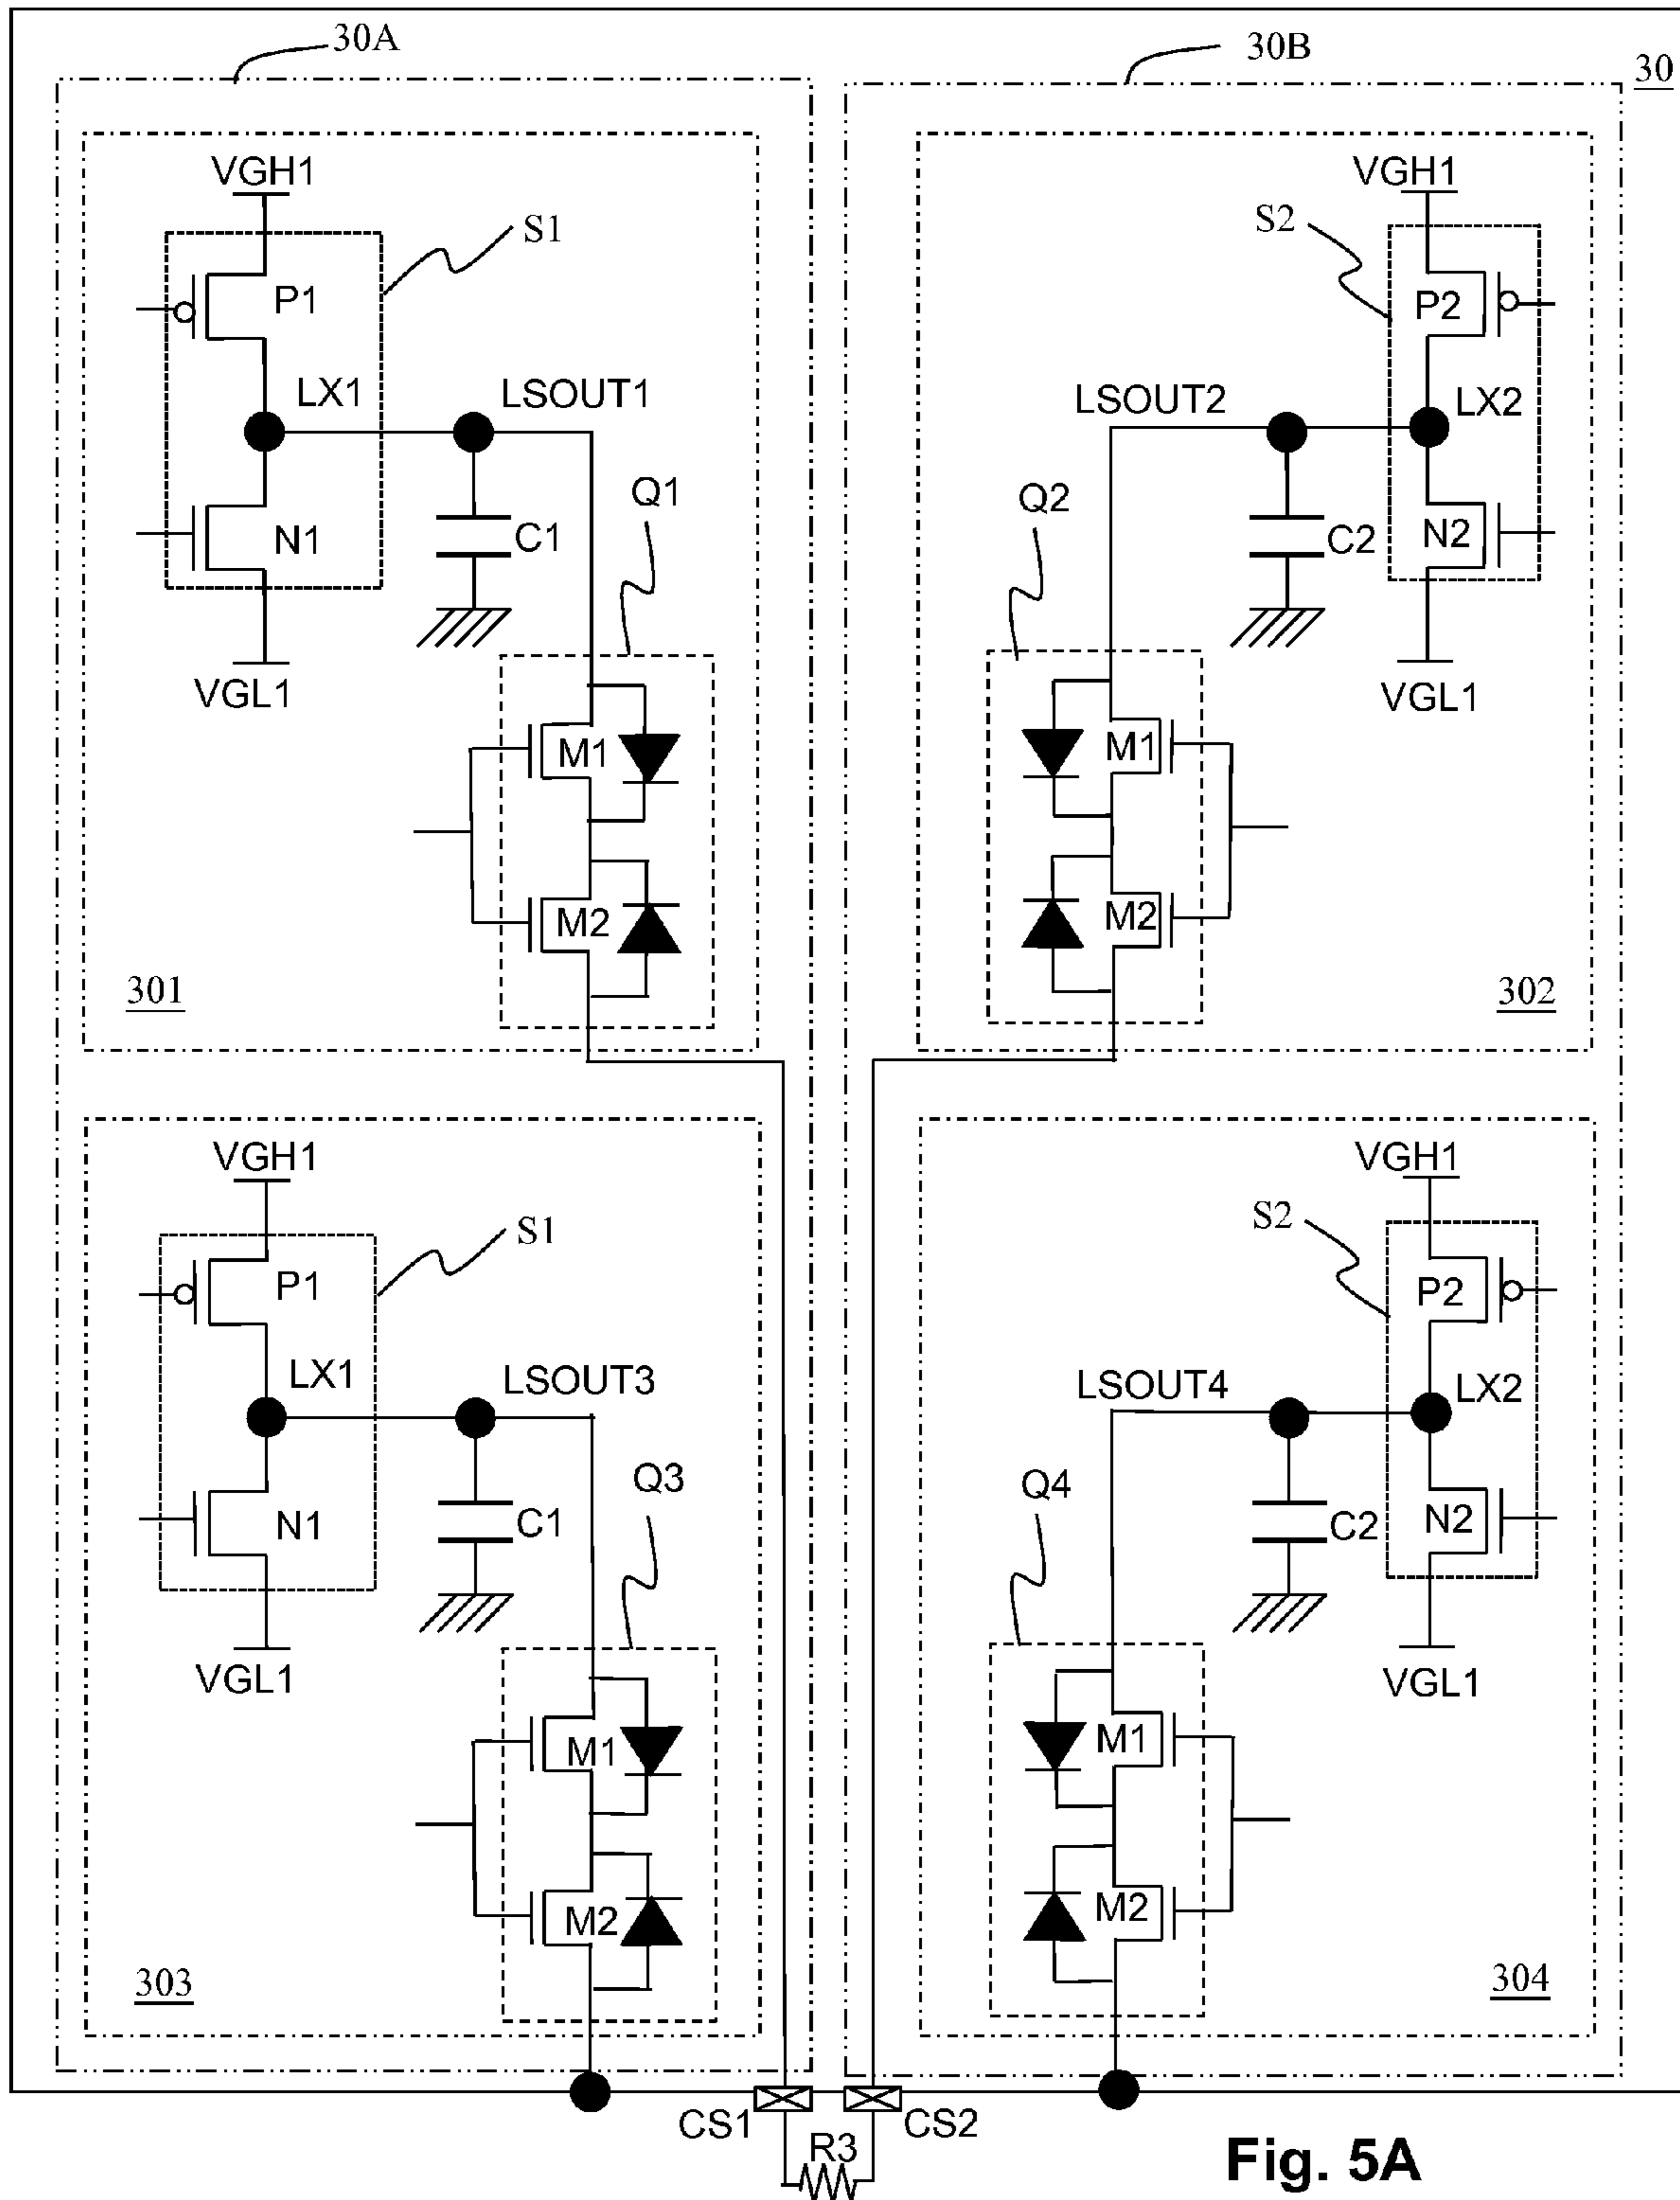 30A
30B
30
VGH1
S1
P1
LX1
LSOUT1
N1
C1
Q1
VGL1
M1
M2
301
VGH1
S2
P2
LSOUT2
LX2
Q2
C2
N2
VGL1
M1
M2
302
VGH1
S1
P1
LX1
LSOUT3
N1
C1
Q3
VGL1
M1
M2
303
VGH1
S2
P2
LSOUT4
LX2
Q4
C2
N2
VGL1
M1
M2
304
CS1
CS2
R3
Fig. 5A